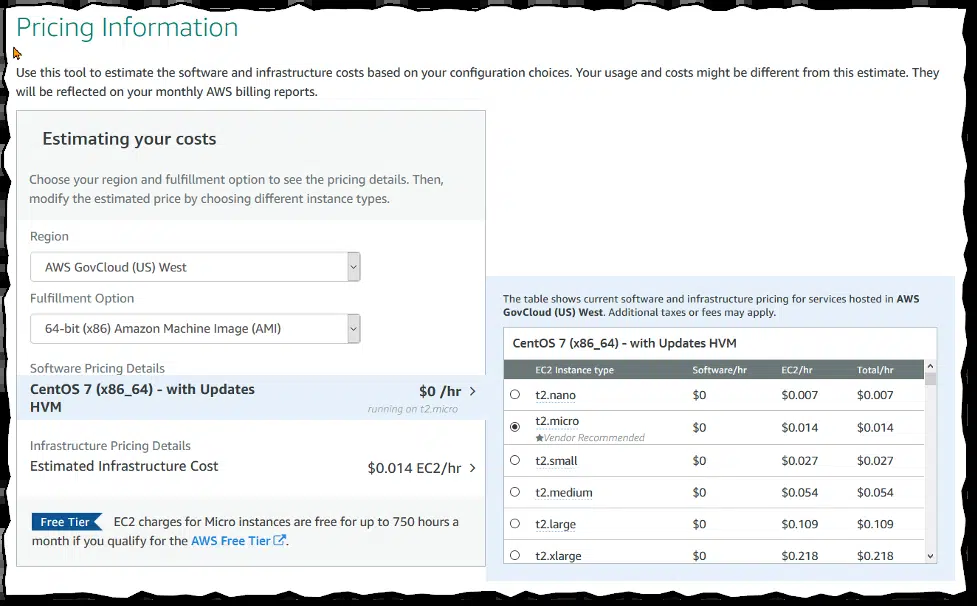 Pricing Information
Use this tool to estimate the software and infrastructure costs based on your configuration choices. Your usage and costs might be different from this estimate. They
will be reflected on your monthly AWS billing reports.
Estimating your costs
Choose your region and fulfillment option to see the pricing details. Then,
modify the estimated price by choosing different instance types.
Region
AWS GovCloud (US) West
Fulfillment Option
64-bit (x86) Amazon Machine Image (AMI)
Software Pricing Details
CentOS 7 (x86_64) - with Updates
HVM
$0 /hr >
running on t2.micro
Infrastructure Pricing Details
Estimated Infrastructure Cost
$0.014 EC2/hr >
Free Tier EC2 charges for Micro instances are free for up to 750 hours a
month if you qualify for the AWS Free Tier.
The table shows current software and infrastructure pricing for services hosted in AWS
GovCloud (US) West. Additional taxes or fees may apply.
CentOS 7 (x86_64) - with Updates HVM
EC2 Instance type Software/hr EC2/hr Total/hr
t2.nano $0 $0.007 $0.007
t2.micro $0 $0.014 $0.014
★Vendor Recommended
t2.small $0 $0.027 $0.027
t2.medium $0 $0.054 $0.054
t2.large $0 $0.109 $0.109
t2.xlarge $0 $0.218 $0.218